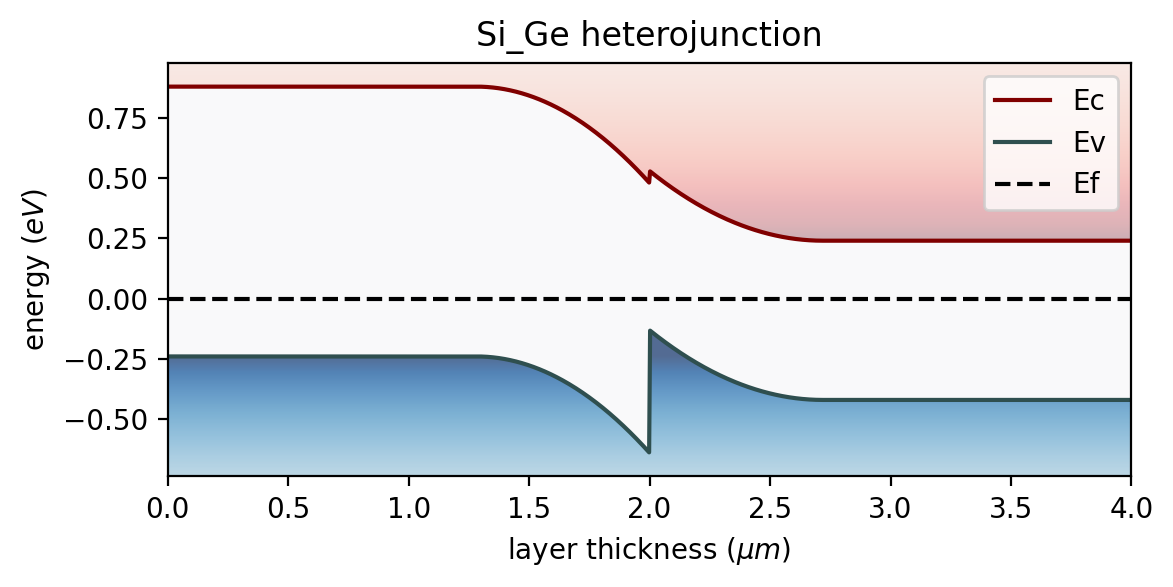 Si_Ge heterojunction
Ec
Ev
Ef
energy (eV)
0.75
0.50
0.25
0.00
−0.25
−0.50
0.0 0.5 1.0 1.5 2.0 2.5 3.0 3.5 4.0
layer thickness (μm)